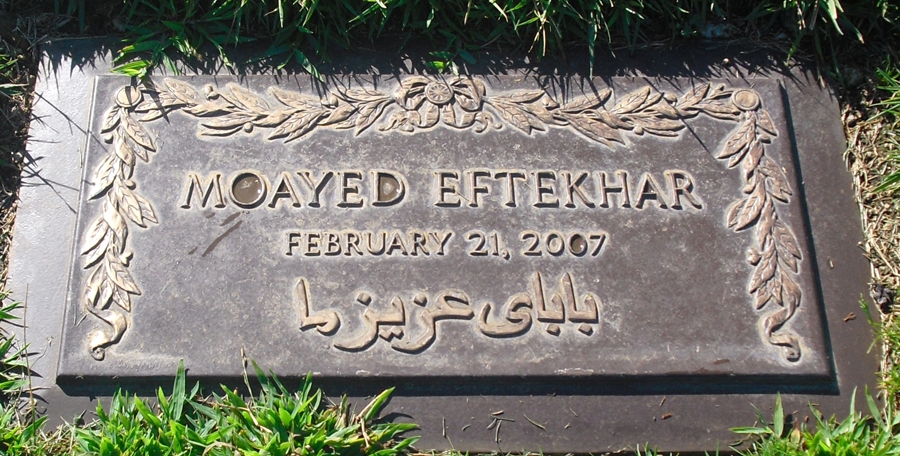 MOAYED EFTEKHAR
FEBRUARY 21, 2007
بابای عزیز ما